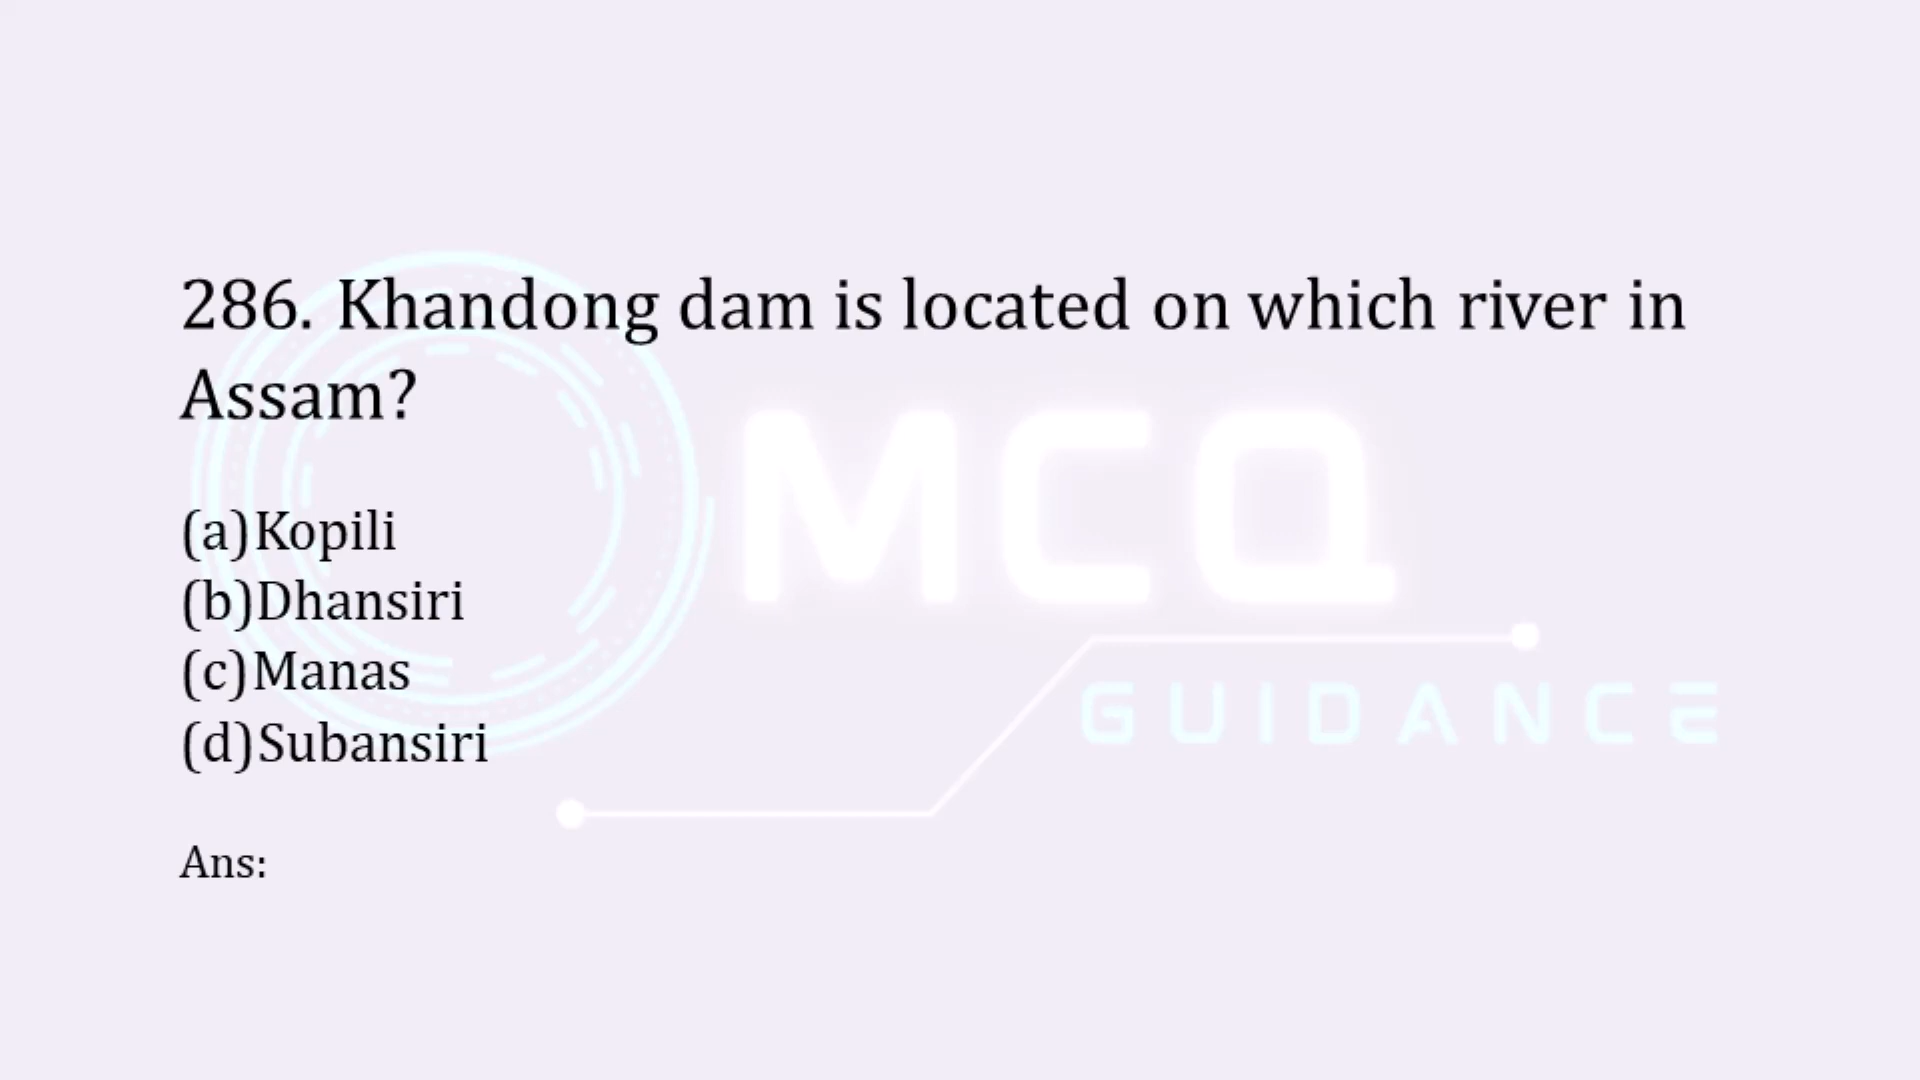 286. Khandong dam is located on which river in
Assam?
(a)Kopili
(b)Dhansiri
(c)Manas
(d)Subansiri
Ans:
MCQ
GUIDANCE